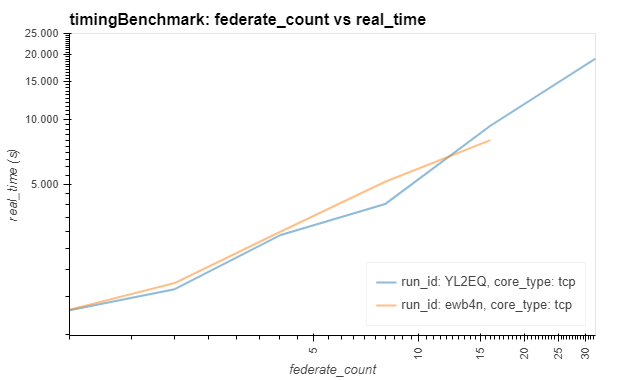 timingBenchmark: federate_count vs real_time
25.000
20.000
15.000
10.000
5.000
real_time (s)
run_id: YL2EQ, core_type: tcp
run_id: ewb4n, core_type: tcp
5
10
15
20
25
30
federate_count